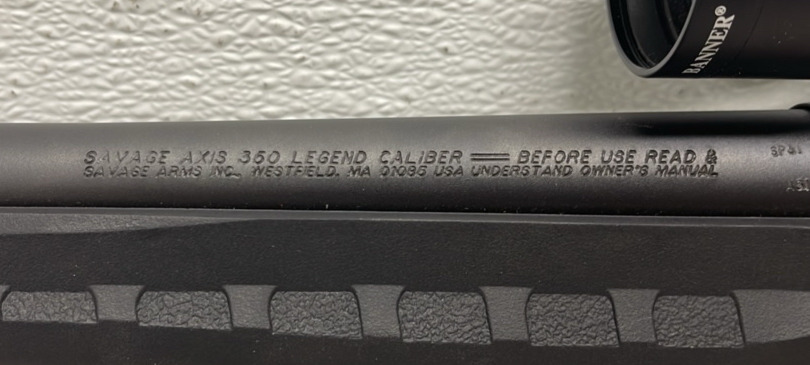 BANNER®
SAVAGE AXIS 350 LEGEND CALIBER == BEFORE USE READ &
SAVAGE ARMS INC., WESTFIELD, MA 01085 USA UNDERSTAND OWNER'S MANUAL